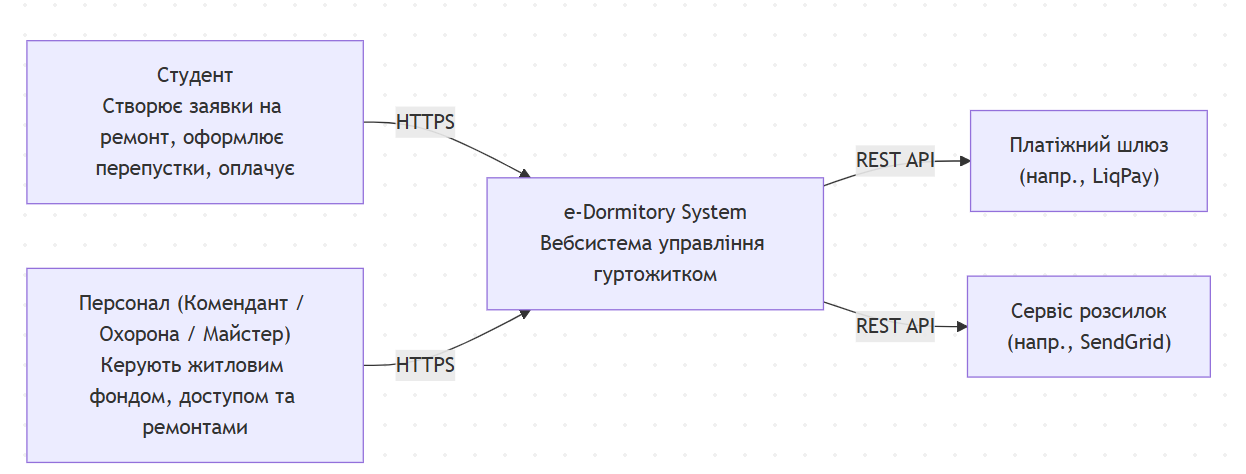 Студент
Створює заявки на
ремонт, оформлює
перепустки, оплачує
HTTPS
Персонал (Комендант /
Охорона / Майстер)
Керують житловим
фондом, доступом та
ремонтами
HTTPS
e-Dormitory System
Вебсистема управління
гуртожитком
REST API
Платіжний шлюз
(напр., LiqPay)
REST API
Сервіс розсилок
(напр., SendGrid)